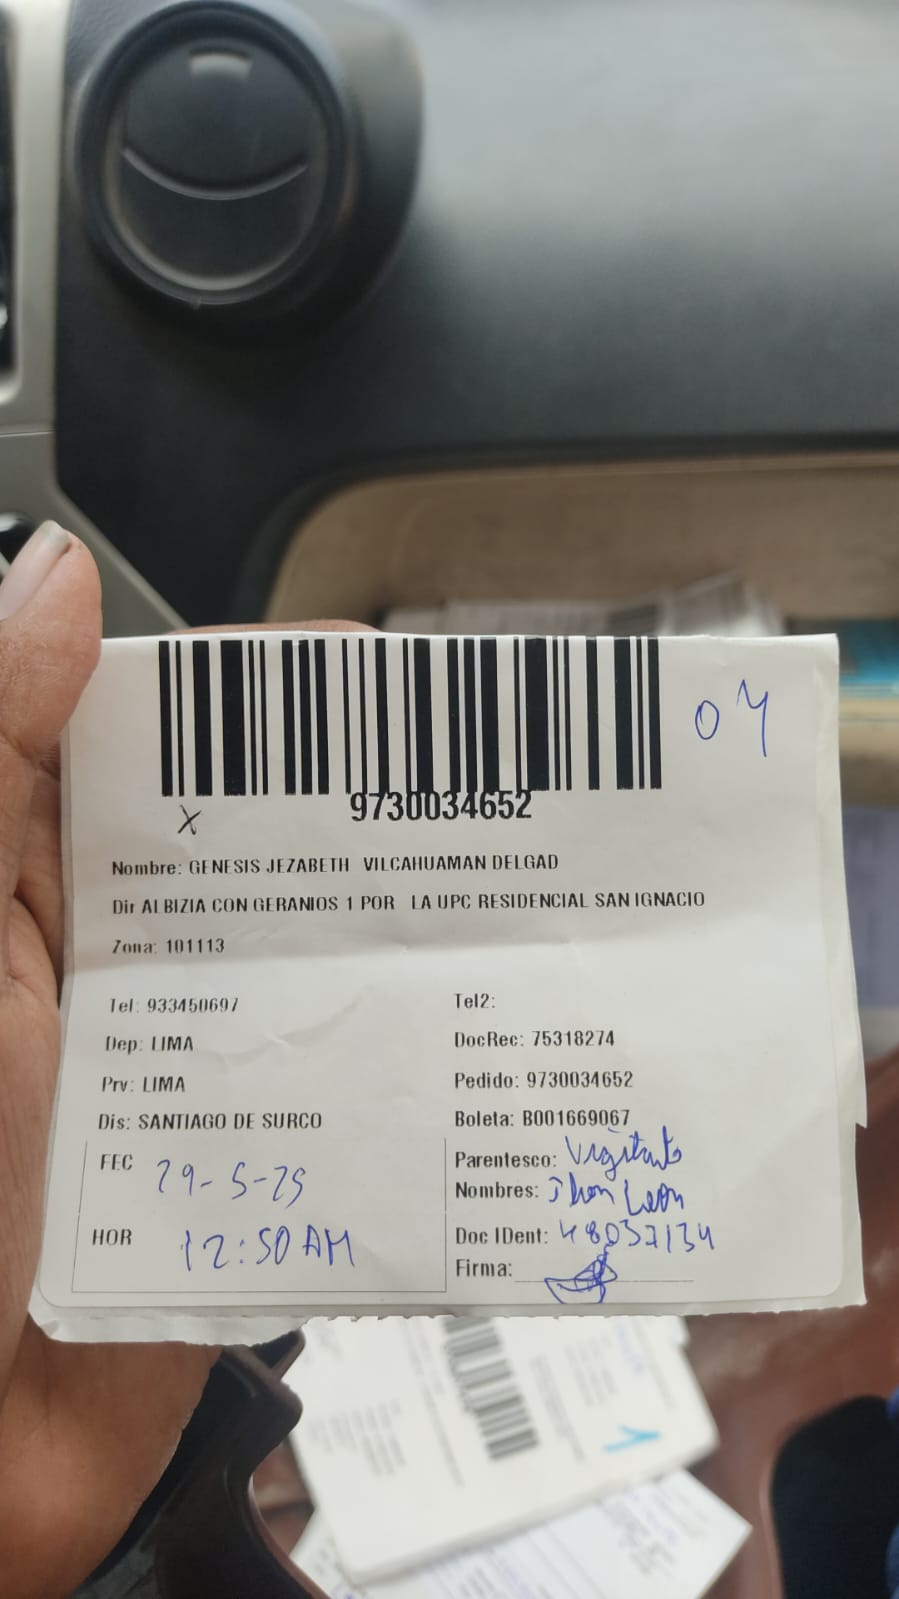 04
X
9730034652
Nombre: GENESIS JEZABETH VILCAHUAMAN DELGAD
Dir ALBIZIA CON GERANIOS 1 POR LA UPC RESIDENCIAL SAN IGNACIO
Zona: 101113
Tel: 933450697 Tel2:
Dep: LIMA DocRec: 75318274
Prv: LIMA Pedido: 9730034652
Dis: SANTIAGO DE SURCO Boleta: B001669067
FEC 29-5-25 Parentesco: Vigilante
Nombres: Jhon Leon
HOR 12:50 AM Doc IDent: 48037134
Firma: